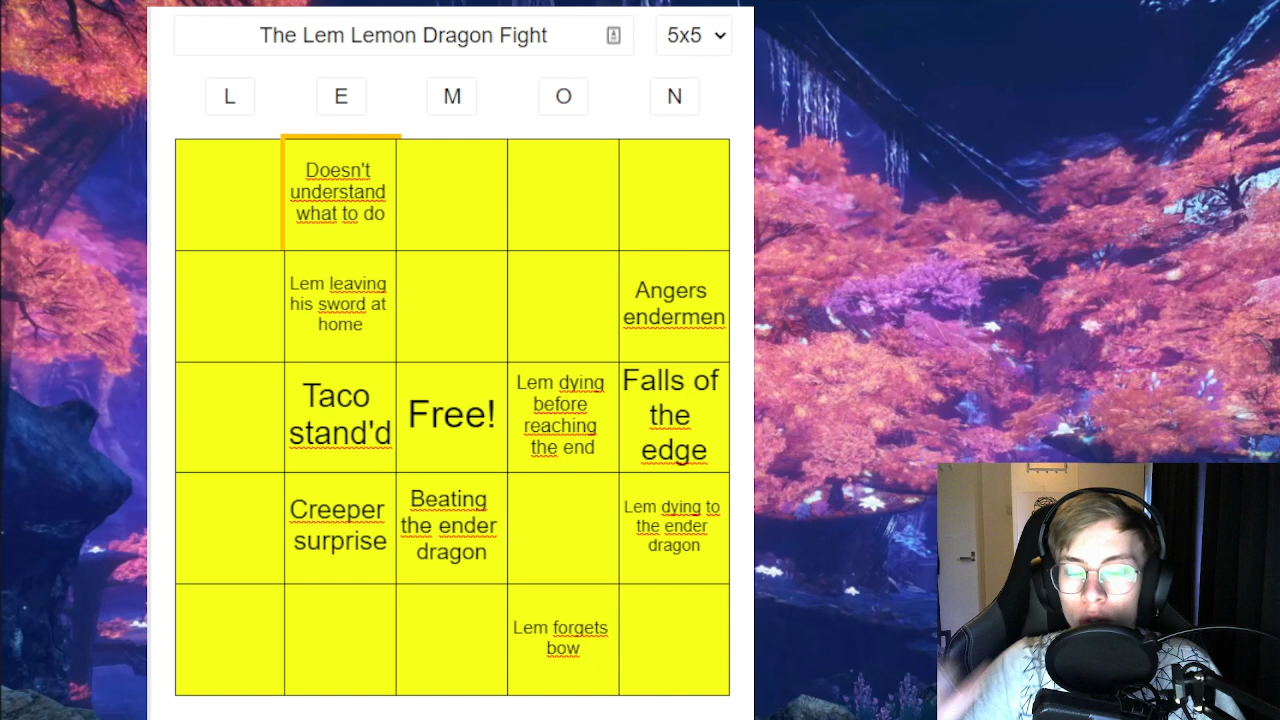 The Lem Lemon Dragon Fight
5x5
L E M O N
Doesn't
understand
what to do
Lem leaving
his sword at
home
Angers
endermen
Taco
stand'd
Free!
Lem dying
before
reaching
the end
Falls of
the
edge
Creeper
surprise
Beating
the ender
dragon
Lem dying to
the ender
dragon
Lem forgets
bow